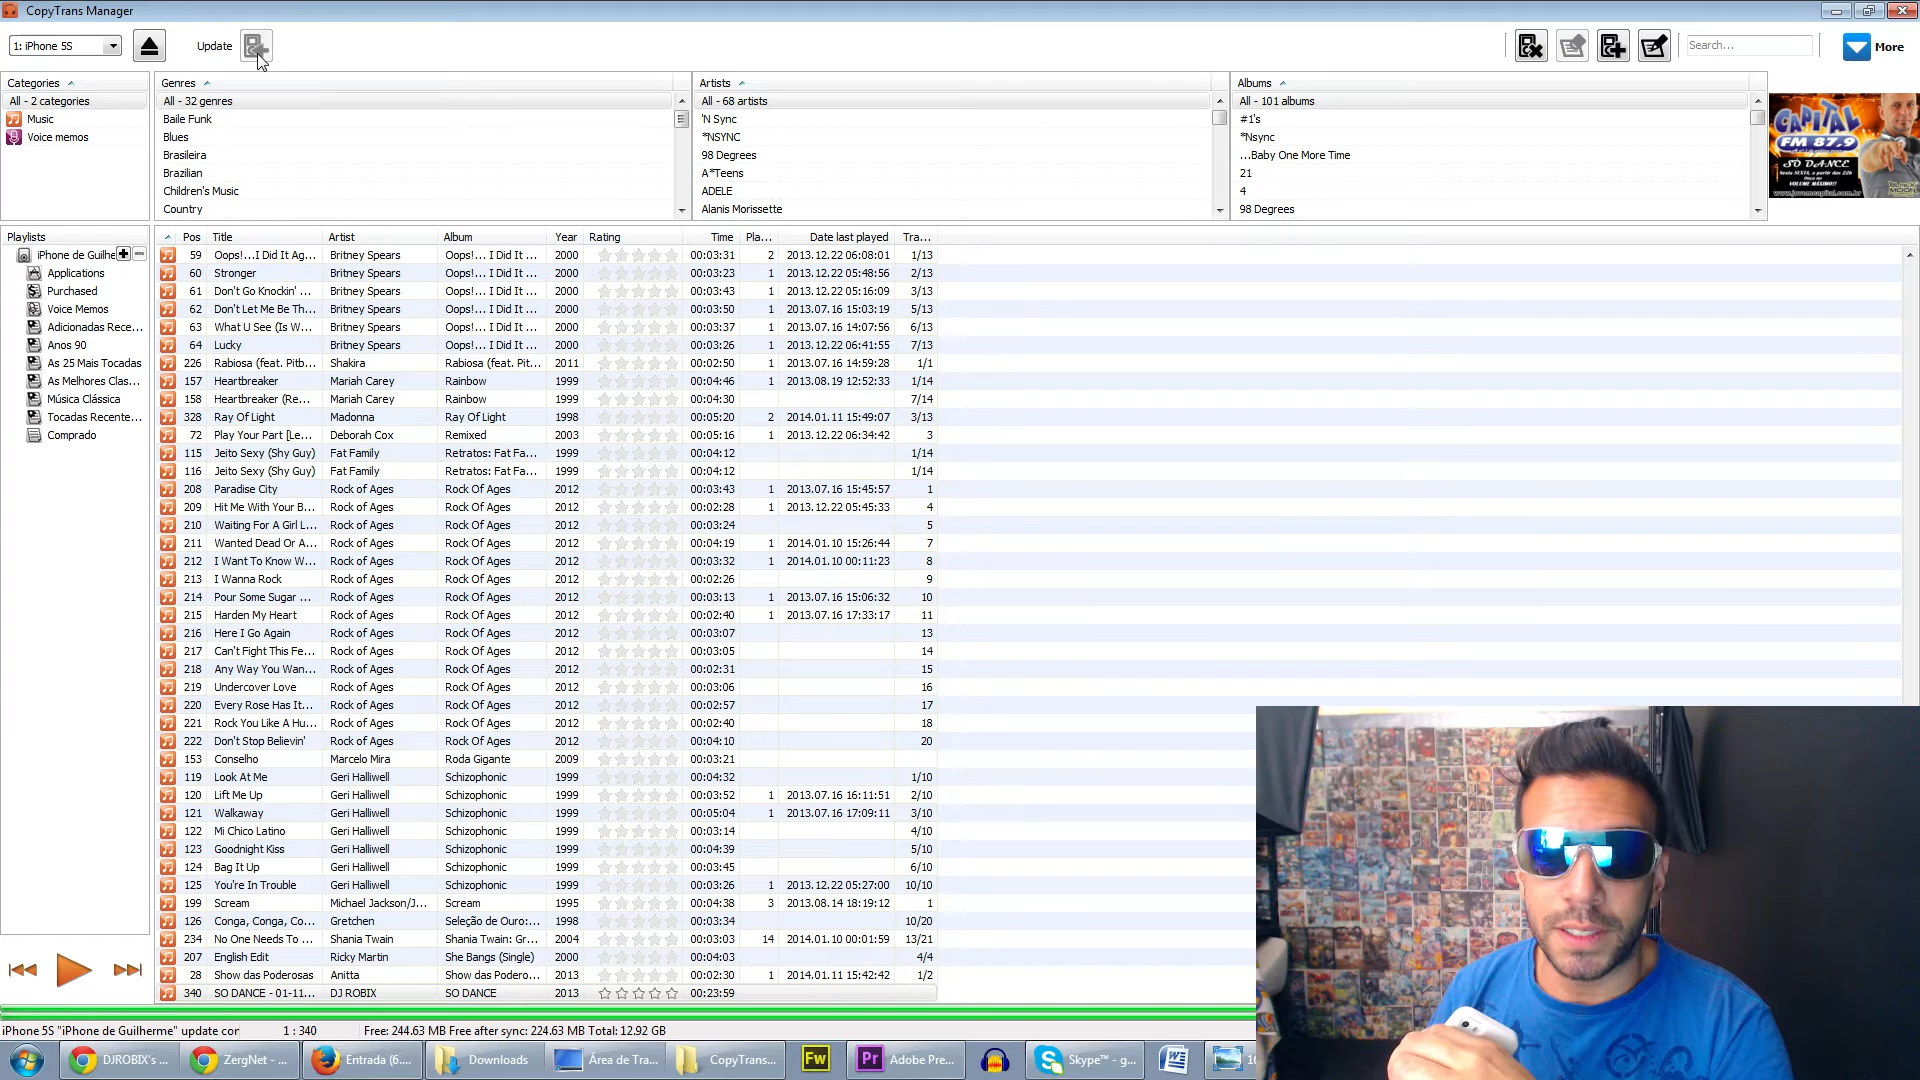 CopyTrans Manager
1: iPhone 5S Update Search... More
Categories Genres Artists Albums
All - 2 categories All - 32 genres All - 68 artists All - 101 albums
Music Baile Funk 'N Sync #1's
Voice memos Blues *NSYNC *Nsync
Brasileira 98 Degrees ...Baby One More Time
Brazilian A*Teens 21
Children's Music ADELE 4
Country Alanis Morissette 98 Degrees
CAPITAL
FM 87.9
SO DANCE
Playlists
iPhone de Guilhe
Applications
Purchased
Voice Memos
Adicionadas Rece...
Anos 90
As 25 Mais Tocadas
As Melhores Clas...
Música Clássica
Tocadas Recente...
Comprado
Pos Title Artist Album Year Rating Time Pla... Date last played Tra...
59 Oops!...I Did It Ag... Britney Spears Oops!... I Did It ... 2000 00:03:31 2 2013.12.22 06:08:01 1/13
60 Stronger Britney Spears Oops!... I Did It ... 2000 00:03:23 1 2013.12.22 05:48:56 2/13
61 Don't Go Knockin' ... Britney Spears Oops!... I Did It ... 2000 00:03:43 1 2013.12.22 05:16:09 3/13
62 Don't Let Me Be Th... Britney Spears Oops!... I Did It ... 2000 00:03:50 1 2013.07.16 15:03:19 5/13
63 What U See (Is W... Britney Spears Oops!... I Did It ... 2000 00:03:37 1 2013.07.16 14:07:56 6/13
64 Lucky Britney Spears Oops!... I Did It ... 2000 00:03:26 1 2013.12.22 06:41:55 7/13
226 Rabiosa (feat. Pitb... Shakira Rabiosa (feat. Pit... 2011 00:02:50 1 2013.07.16 14:59:28 1/1
157 Heartbreaker Mariah Carey Rainbow 1999 00:04:46 1 2013.08.19 12:52:33 1/14
158 Heartbreaker (Re... Mariah Carey Rainbow 1999 00:04:30 7/14
328 Ray Of Light Madonna Ray Of Light 1998 00:05:20 2 2014.01.11 15:49:07 3/13
72 Play Your Part [Le... Deborah Cox Remixed 2003 00:05:16 1 2013.12.22 06:34:42 3
115 Jeito Sexy (Shy Guy) Fat Family Retratos: Fat Fa... 1999 00:04:12 1/14
116 Jeito Sexy (Shy Guy) Fat Family Retratos: Fat Fa... 1999 00:04:12 1/14
208 Paradise City Rock of Ages Rock Of Ages 2012 00:03:43 1 2013.07.16 15:45:57 1
209 Hit Me With Your B... Rock of Ages Rock Of Ages 2012 00:02:28 1 2013.12.22 05:45:33 4
210 Waiting For A Girl L... Rock of Ages Rock Of Ages 2012 00:03:24 5
211 Wanted Dead Or A... Rock of Ages Rock Of Ages 2012 00:04:19 1 2014.01.10 15:26:44 7
212 I Want To Know W... Rock of Ages Rock Of Ages 2012 00:03:32 1 2014.01.10 00:11:23 8
213 I Wanna Rock Rock of Ages Rock Of Ages 2012 00:02:26 9
214 Pour Some Sugar ... Rock of Ages Rock Of Ages 2012 00:03:13 1 2013.07.16 15:06:32 10
215 Harden My Heart Rock of Ages Rock Of Ages 2012 00:02:40 1 2013.07.16 17:33:17 11
216 Here I Go Again Rock of Ages Rock Of Ages 2012 00:03:07 13
217 Can't Fight This Fe... Rock of Ages Rock Of Ages 2012 00:03:05 14
218 Any Way You Wan... Rock of Ages Rock Of Ages 2012 00:02:31 15
219 Undercover Love Rock of Ages Rock Of Ages 2012 00:03:06 16
220 Every Rose Has It... Rock of Ages Rock Of Ages 2012 00:02:57 17
221 Rock You Like A Hu... Rock of Ages Rock Of Ages 2012 00:02:40 18
222 Don't Stop Believin' Rock of Ages Rock Of Ages 2012 00:04:10 20
153 Conselho Marcelo Mira Roda Gigante 2009 00:03:21
119 Look At Me Geri Halliwell Schizophonic 1999 00:04:32 1/10
120 Lift Me Up Geri Halliwell Schizophonic 1999 00:03:52 1 2013.07.16 16:11:51 2/10
121 Walkaway Geri Halliwell Schizophonic 1999 00:05:04 1 2013.07.16 17:09:11 3/10
122 Mi Chico Latino Geri Halliwell Schizophonic 1999 00:03:14 4/10
123 Goodnight Kiss Geri Halliwell Schizophonic 1999 00:04:39 5/10
124 Bag It Up Geri Halliwell Schizophonic 1999 00:03:45 6/10
125 You're In Trouble Geri Halliwell Schizophonic 1999 00:03:26 1 2013.12.22 05:27:00 10/10
199 Scream Michael Jackson/J... Scream 1995 00:04:38 3 2013.08.14 18:19:12 1
126 Conga, Conga, Co... Gretchen Seleção de Ouro:... 1998 00:03:34 10/20
234 No One Needs To ... Shania Twain Shania Twain: Gr... 2004 00:03:03 14 2014.01.10 00:01:59 13/21
207 English Edit Ricky Martin She Bangs (Single) 2000 00:04:03 4/4
28 Show das Poderosas Anitta Show das Podero... 2013 00:02:30 1 2014.01.11 15:42:42 1/2
340 SO DANCE - 01-11... DJ ROBIX SO DANCE 2013 00:23:59
iPhone 5S "iPhone de Guilherme" update cor 1 : 340 Free: 244.63 MB Free after sync: 224.63 MB Total: 12.92 GB
DJROBIX's ... ZergNet - ... Entrada (6.... Downloads Área de Tra... CopyTrans... Fw Pr Adobe Pre... Skype™ - g...